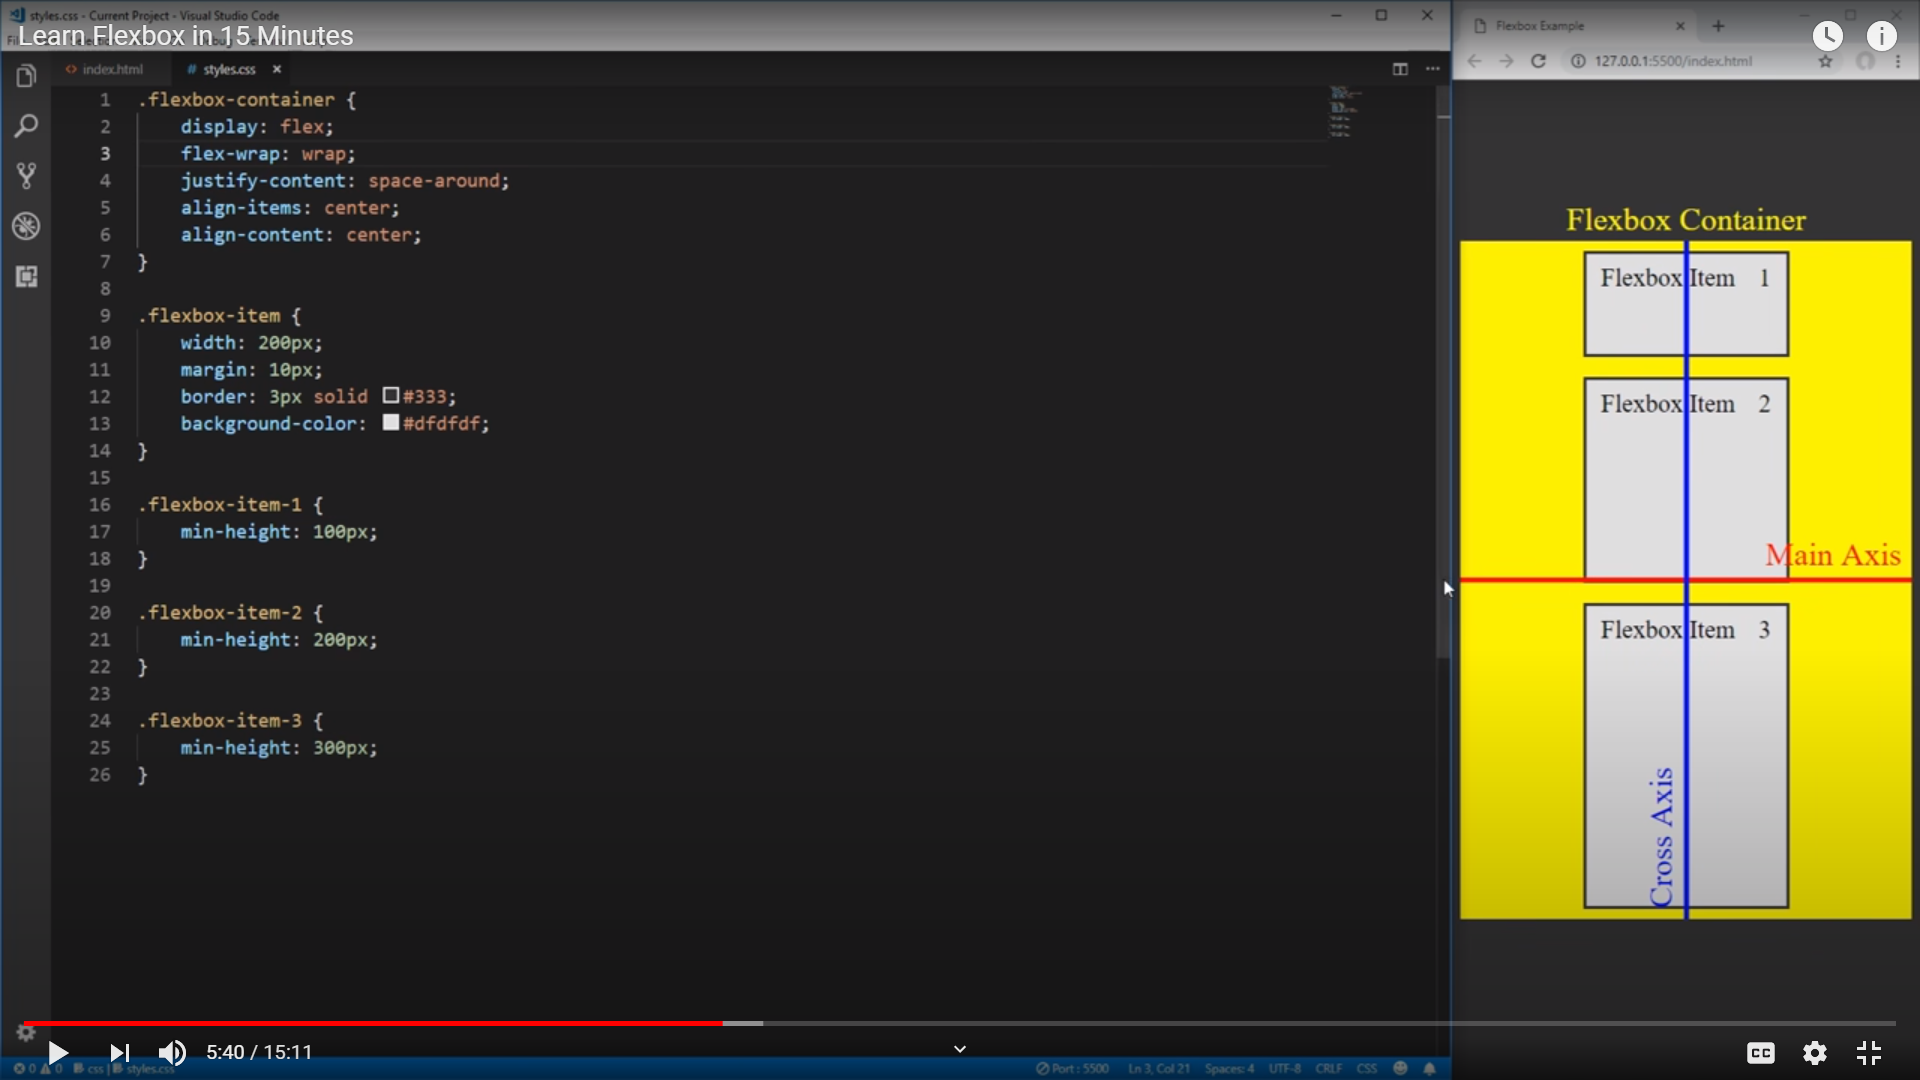 styles.css - Current Project - Visual Studio Code
Learn Flexbox in 15 Minutes
index.html
styles.css
1 .flexbox-container {
2 display: flex;
3 flex-wrap: wrap;
4 justify-content: space-around;
5 align-items: center;
6 align-content: center;
7 }
8
9 .flexbox-item {
10 width: 200px;
11 margin: 10px;
12 border: 3px solid #333;
13 background-color: #dfdfdf;
14 }
15
16 .flexbox-item-1 {
17 min-height: 100px;
18 }
19
20 .flexbox-item-2 {
21 min-height: 200px;
22 }
23
24 .flexbox-item-3 {
25 min-height: 300px;
26 }
Flexbox Example
127.0.0.1:5500/index.html
Flexbox Container
Flexbox Item 1
Flexbox Item 2
Main Axis
Flexbox Item 3
Cross Axis
5:40 / 15:11
CC
0 0 css | styles.css
Port : 5500 Ln 3, Col 21 Spaces: 4 UTF-8 CRLF CSS